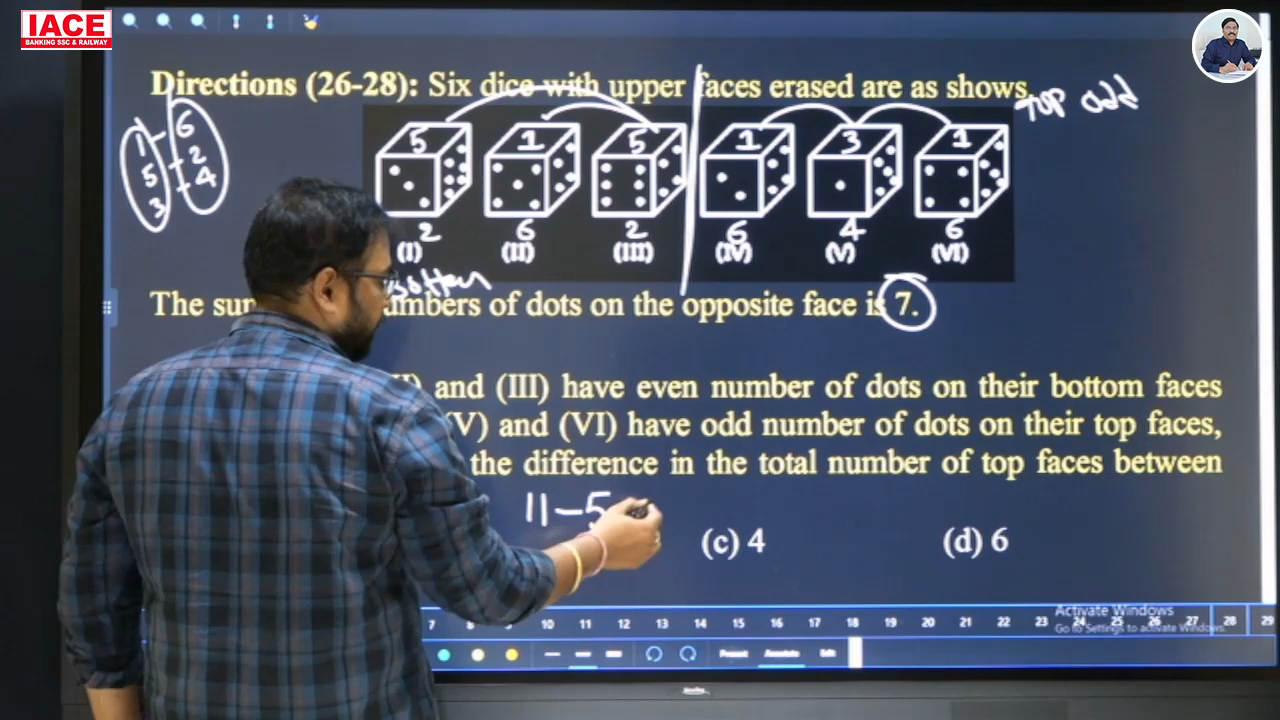 IACE
BANKING SSC & RAILWAY
Directions (26-28): Six dice with upper faces erased are as shows.
TOP odd
1 - 6
5 - 2
3 - 4
5 1 5 1 3 1
2 6 2 6 4 6
(I) (II) (III) (IV) (V) (VI)
The sum numbers of dots on the opposite face is 7.
and (III) have even number of dots on their bottom faces
(V) and (VI) have odd number of dots on their top faces,
the difference in the total number of top faces between
11-5
(c) 4 (d) 6
Activate Windows
Go to Settings to activate Windows.
7 8 10 11 12 13 14 15 16 17 18 19 20 21 22 23 24 25 26 27 28 29
Present Annotate Edit